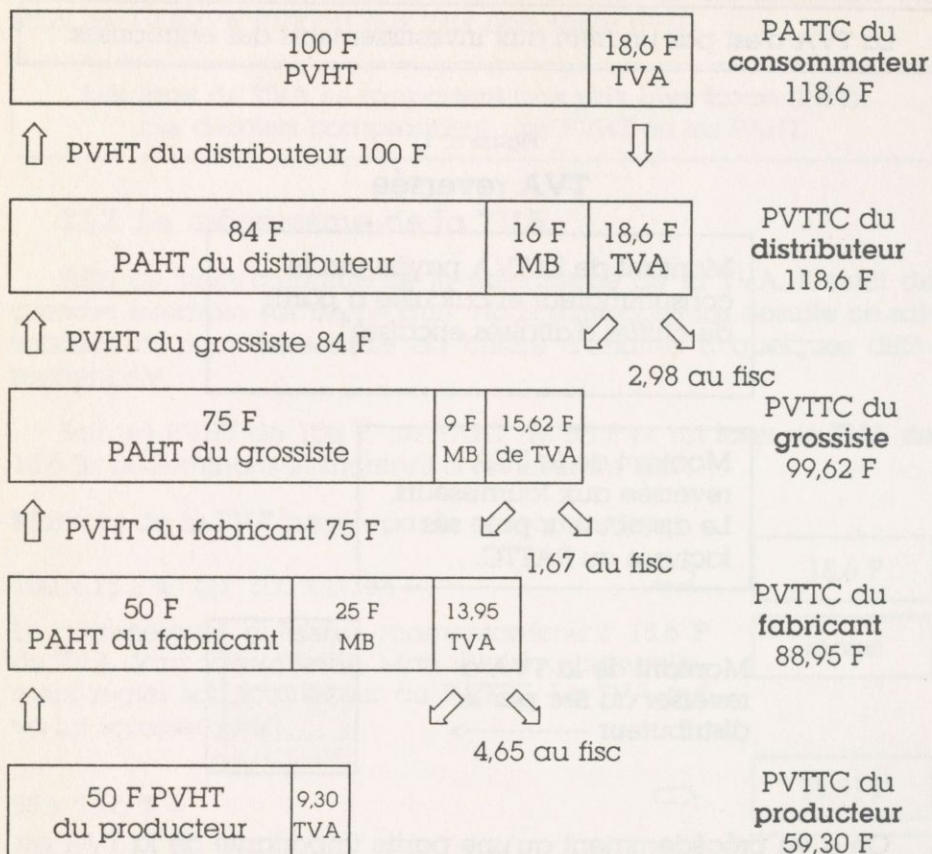 100 F
PVHT
18,6 F
TVA
PATTC du
consommateur
118,6 F
PVHT du distributeur 100 F
84 F
PAHT du distributeur
16 F
MB
18,6 F
TVA
PVTTC du
distributeur
118,6 F
PVHT du grossiste 84 F
2,98 au fisc
75 F
PAHT du grossiste
9 F
MB
15,62 F
de TVA
PVTTC du
grossiste
99,62 F
PVHT du fabricant 75 F
1,67 au fisc
50 F
PAHT du fabricant
25 F
MB
13,95
TVA
PVTTC du
fabricant
88,95 F
4,65 au fisc
50 F PVHT
du producteur
9,30
TVA
PVTTC du
producteur
59,30 F